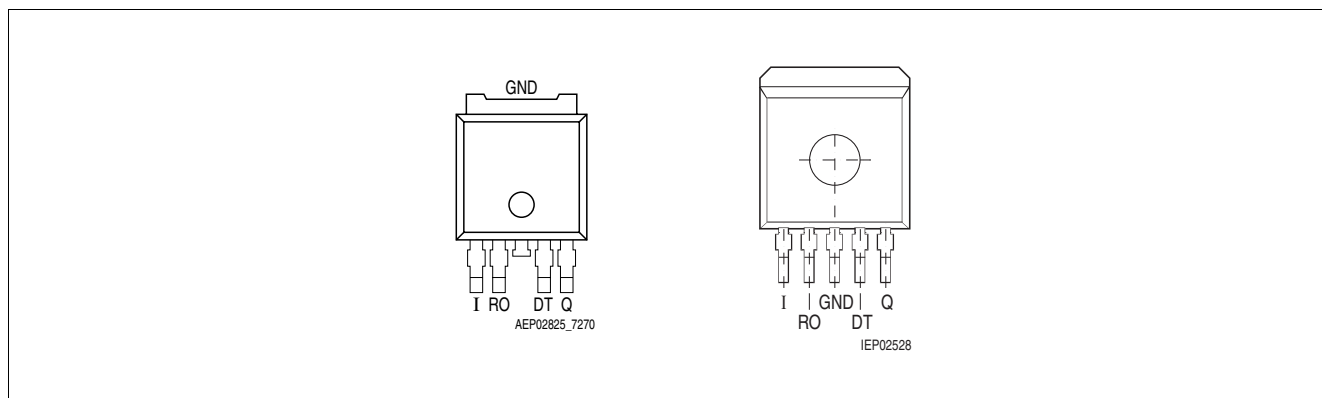 GND
I RO DT Q
AEP02825_7270
I GND Q
RO DT
IEP02528